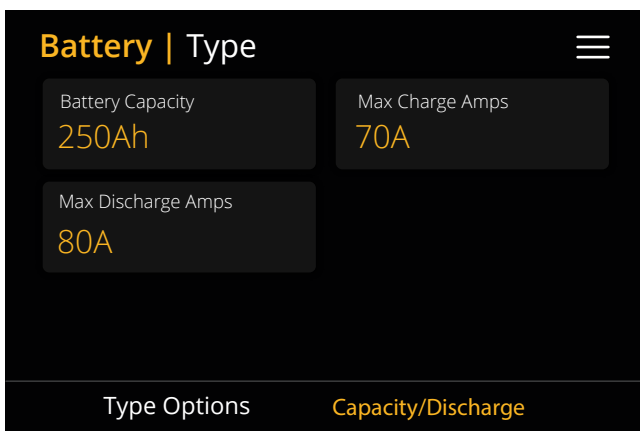 Battery | Type
Battery Capacity
250Ah
Max Charge Amps
70A
Max Discharge Amps
80A
Type Options
Capacity/Discharge